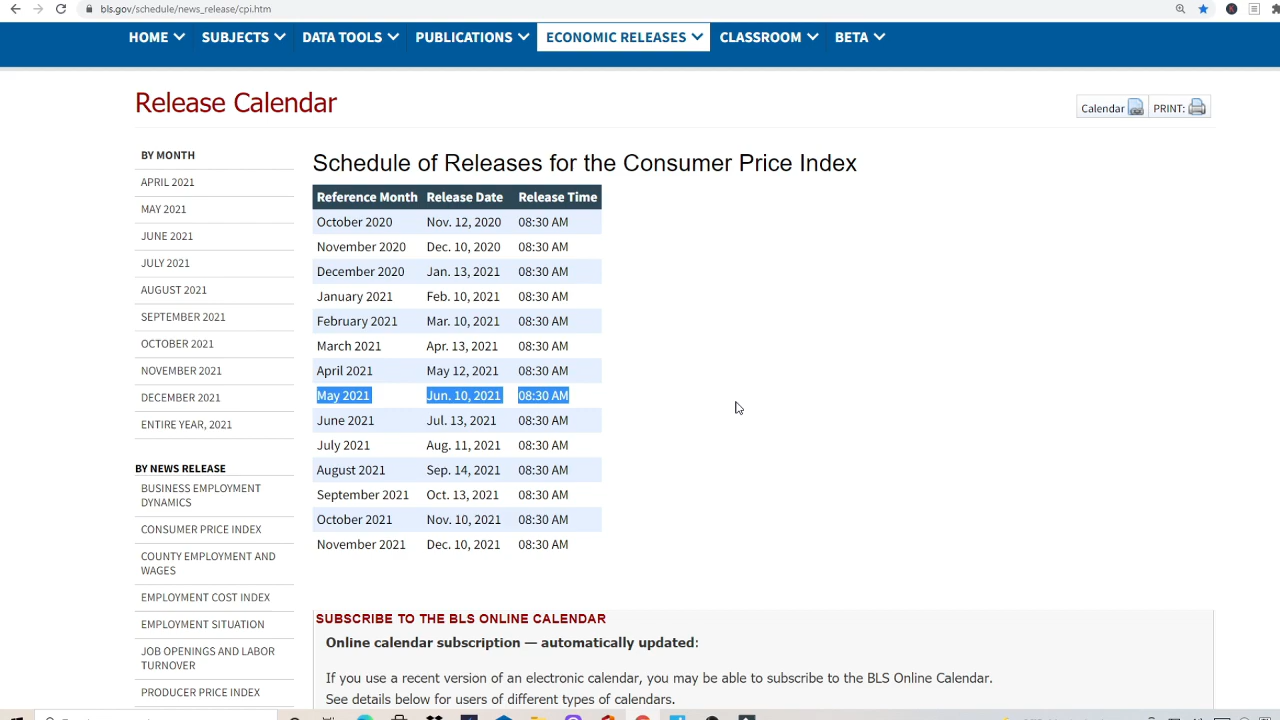 bls.gov/schedule/news_release/cpi.htm
HOME SUBJECTS DATA TOOLS PUBLICATIONS ECONOMIC RELEASES CLASSROOM BETA
Release Calendar
Calendar PRINT:
BY MONTH
APRIL 2021
MAY 2021
JUNE 2021
JULY 2021
AUGUST 2021
SEPTEMBER 2021
OCTOBER 2021
NOVEMBER 2021
DECEMBER 2021
ENTIRE YEAR, 2021
BY NEWS RELEASE
BUSINESS EMPLOYMENT
DYNAMICS
CONSUMER PRICE INDEX
COUNTY EMPLOYMENT AND
WAGES
EMPLOYMENT COST INDEX
EMPLOYMENT SITUATION
JOB OPENINGS AND LABOR
TURNOVER
PRODUCER PRICE INDEX
Schedule of Releases for the Consumer Price Index
Reference Month Release Date Release Time
October 2020 Nov. 12, 2020 08:30 AM
November 2020 Dec. 10, 2020 08:30 AM
December 2020 Jan. 13, 2021 08:30 AM
January 2021 Feb. 10, 2021 08:30 AM
February 2021 Mar. 10, 2021 08:30 AM
March 2021 Apr. 13, 2021 08:30 AM
April 2021 May 12, 2021 08:30 AM
May 2021 Jun. 10, 2021 08:30 AM
June 2021 Jul. 13, 2021 08:30 AM
July 2021 Aug. 11, 2021 08:30 AM
August 2021 Sep. 14, 2021 08:30 AM
September 2021 Oct. 13, 2021 08:30 AM
October 2021 Nov. 10, 2021 08:30 AM
November 2021 Dec. 10, 2021 08:30 AM
SUBSCRIBE TO THE BLS ONLINE CALENDAR
Online calendar subscription — automatically updated:
If you use a recent version of an electronic calendar, you may be able to subscribe to the BLS Online Calendar.
See details below for users of different types of calendars.